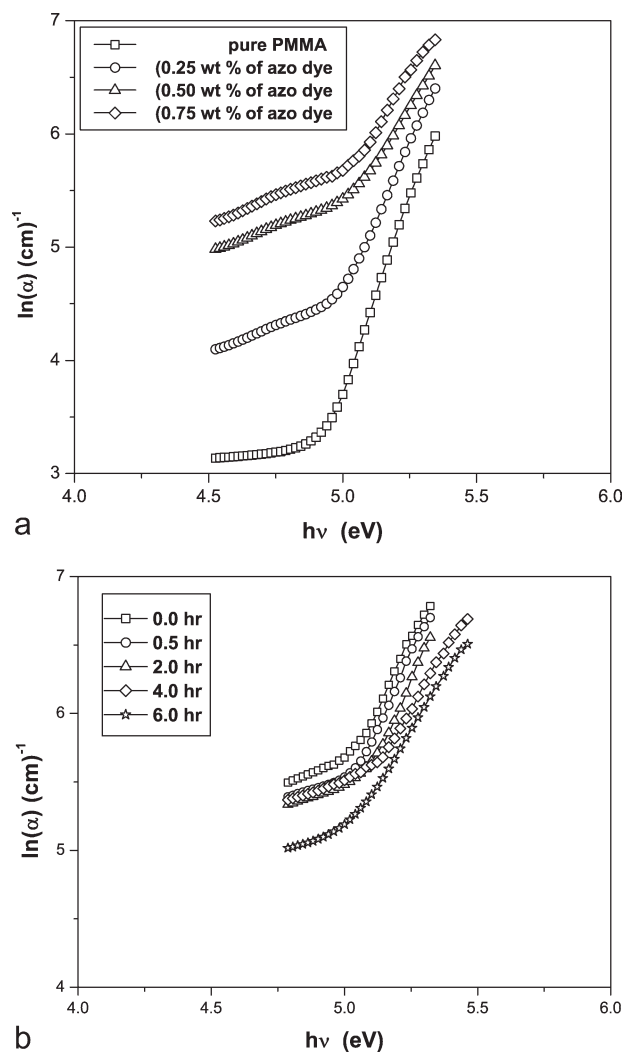 7
6
5
4
3
ln(α) (cm)-1
pure PMMA
(0.25 wt % of azo dye
(0.50 wt % of azo dye
(0.75 wt % of azo dye
4.0 4.5 5.0 5.5 6.0
a
hν (eV)
7
6
5
4
ln(α) (cm)-1
0.0 hr
0.5 hr
2.0 hr
4.0 hr
6.0 hr
4.0 4.5 5.0 5.5 6.0
b
hν (eV)